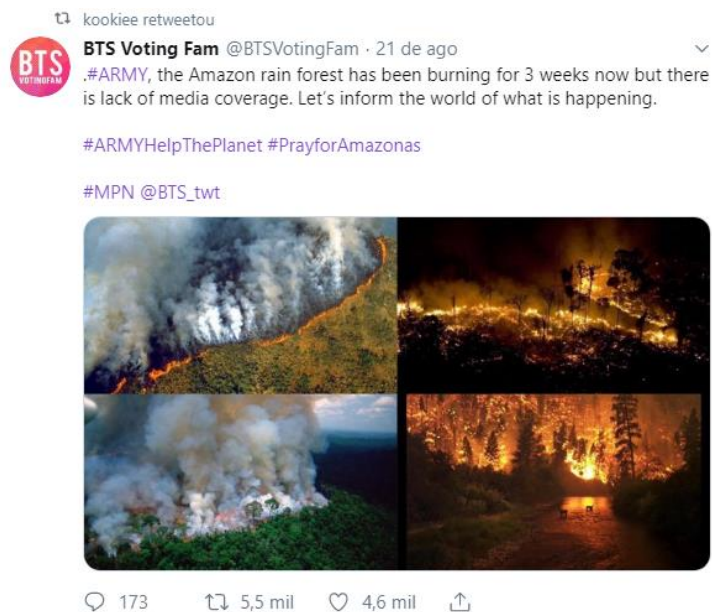 kookiee retweetou
BTS Voting Fam @BTSVotingFam · 21 de ago
BTS
VOTINGFAM
.#ARMY, the Amazon rain forest has been burning for 3 weeks now but there
is lack of media coverage. Let's inform the world of what is happening.
#ARMYHelpThePlanet #PrayforAmazonas
#MPN @BTS_twt
173 5,5 mil 4,6 mil